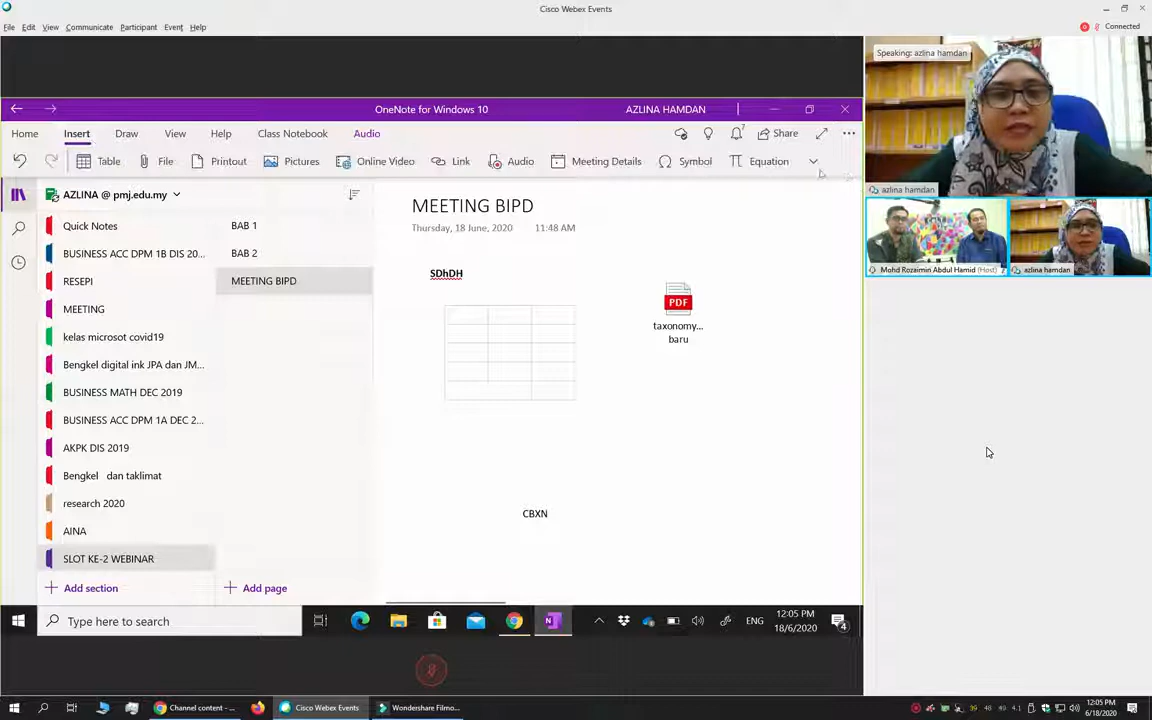 Cisco Webex Events
File Edit View Communicate Participant Event Help
Connected
OneNote for Windows 10
AZLINA HAMDAN
Home Insert Draw View Help Class Notebook Audio
Share
Table File Printout Pictures Online Video Link Audio Meeting Details Symbol Equation
AZLINA @ pmj.edu.my
Quick Notes
BUSINESS ACC DPM 1B DIS 20...
RESEPI
MEETING
kelas microsot covid19
Bengkel digital ink JPA dan JM...
BUSINESS MATH DEC 2019
BUSINESS ACC DPM 1A DEC 2...
AKPK DIS 2019
Bengkel dan taklimat
research 2020
AINA
SLOT KE-2 WEBINAR
Add section
BAB 1
BAB 2
MEETING BIPD
Add page
MEETING BIPD
Thursday, 18 June, 2020 11:48 AM
SDhDH
PDF
taxonomy...
baru
CBXN
Speaking: azlina hamdan
azlina hamdan
Mohd Rozaimin Abdul Hamid (Host)
azlina hamdan
Type here to search
ENG
12:05 PM
18/6/2020
4
Channel content - ...
Cisco Webex Events
Wondershare Filmo...
12:05 PM
6/18/2020